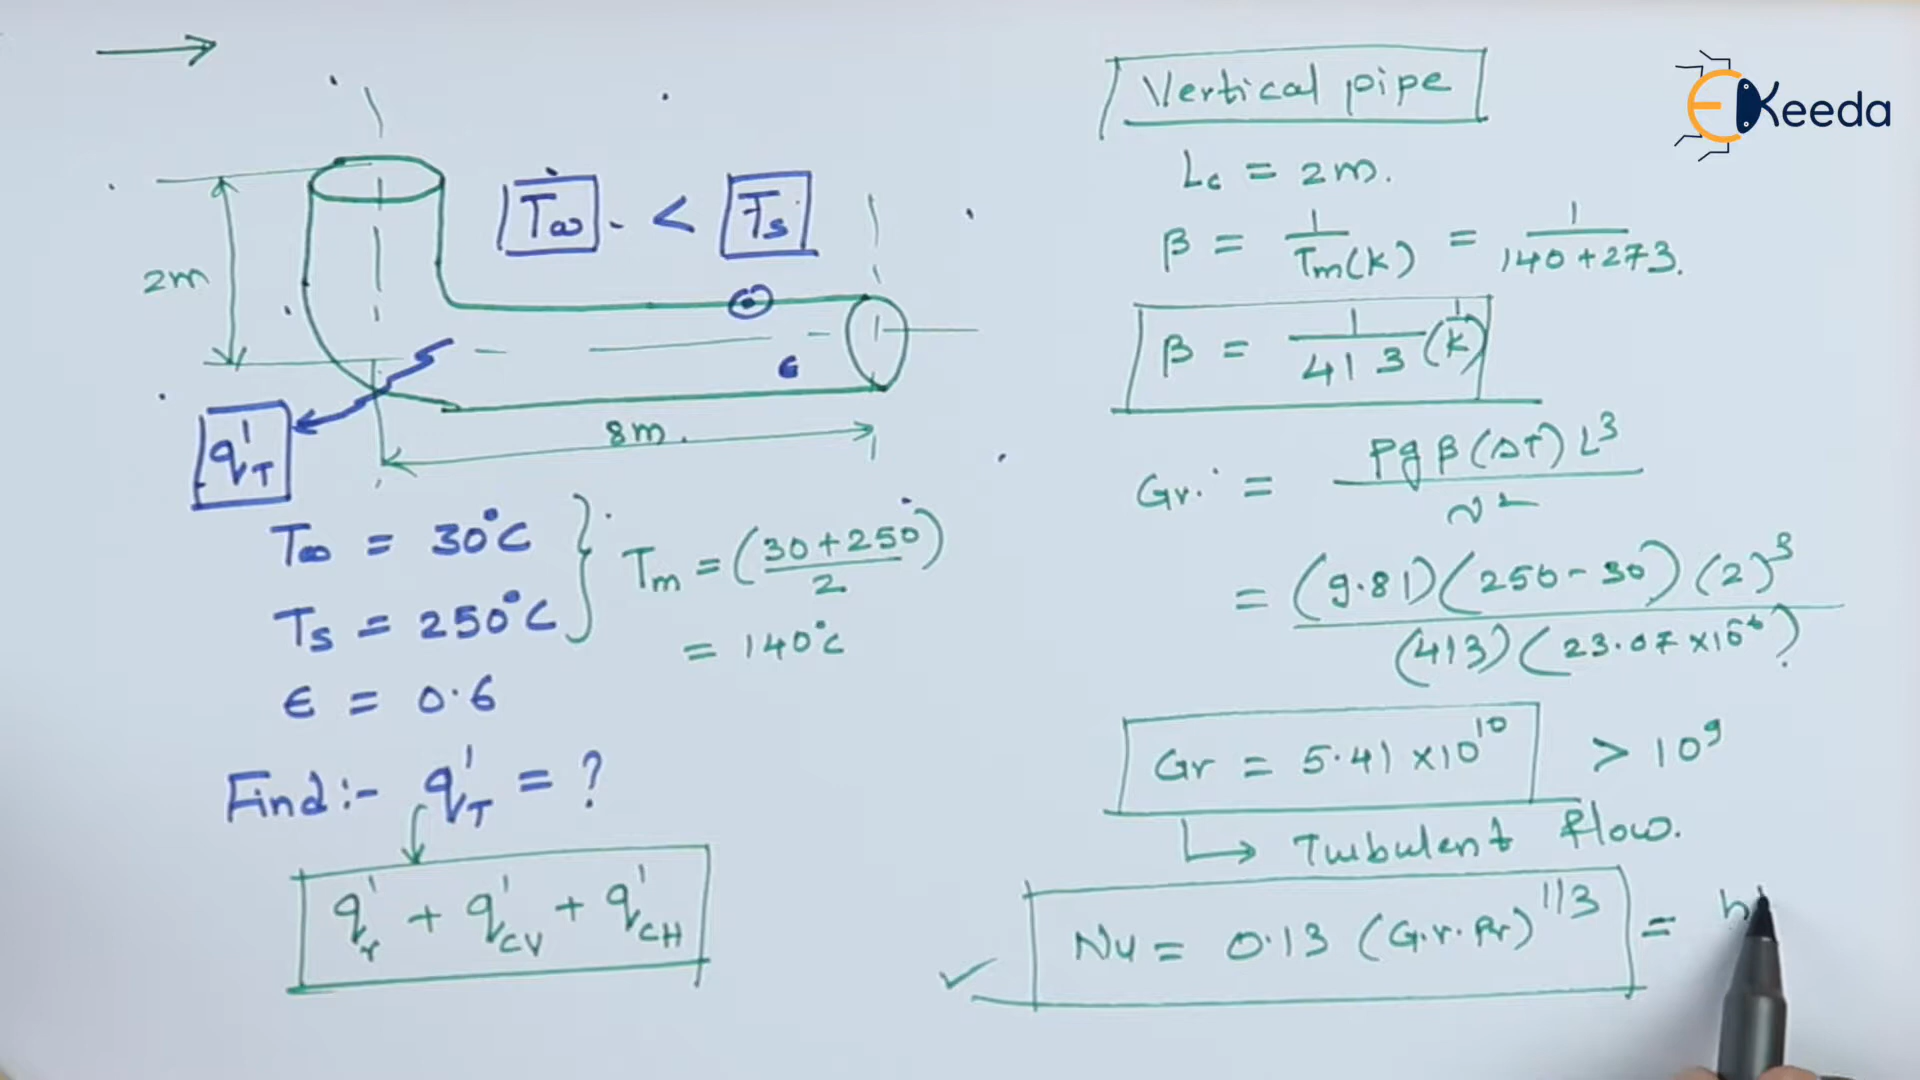 T∞ < Ts
2m
q'T
8m.
T∞ = 30°C
Ts = 250°C
Tm = (30+250/2)
= 140°C
ϵ = 0.6
Find:- q'T = ?
q'r + q'CV + q'CH
Vertical pipe
Lc = 2m.
β = 1/Tm(K) = 1/140+273.
β = 1/413 (1/K)
Gr. = ρgβ(ΔT)L³/ν²
= (9.81)(250-30)(2)³/(413)(23.07×10⁻⁶)
Gr = 5.41 ×10¹⁰ > 10⁹
↳ Turbulent flow.
Nu = 0.13 (Gr.Pr)^1/3 = h
EKeeda